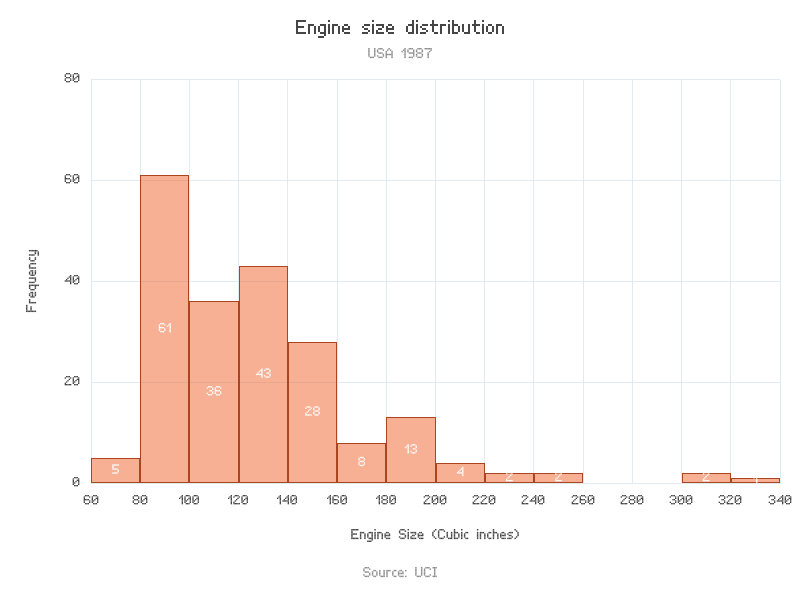 Engine size distribution
USA 1987
80
60
40
20
0
Frequency
5
61
36
43
28
8
13
4
2
2
2
1
60 80 100 120 140 160 180 200 220 240 260 280 300 320 340
Engine Size (Cubic inches)
Source: UCI